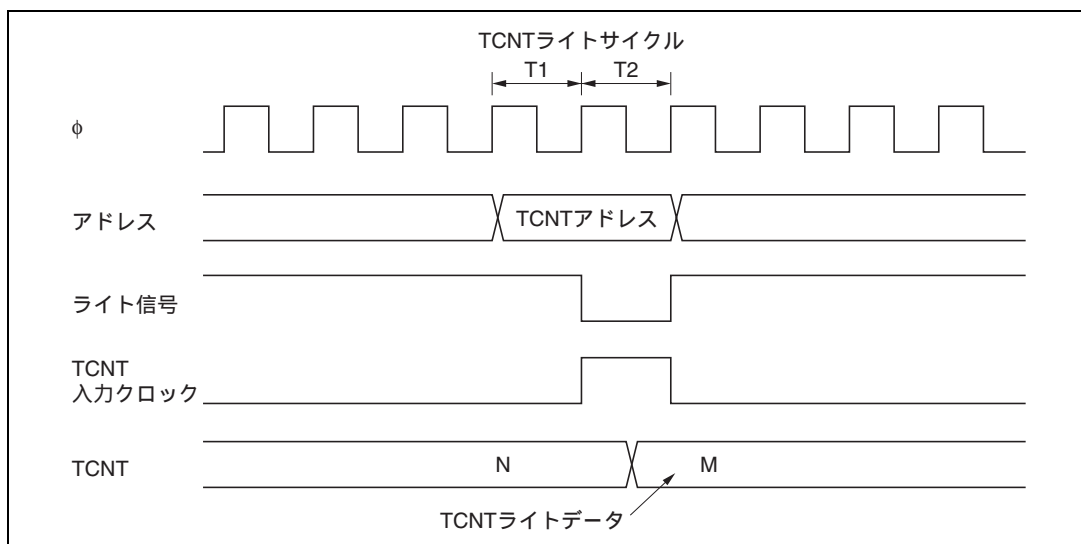 TCNTライトサイクル
T1 T2
φ
アドレス TCNTアドレス
ライト信号
TCNT
入力クロック
TCNT N M
TCNTライトデータ